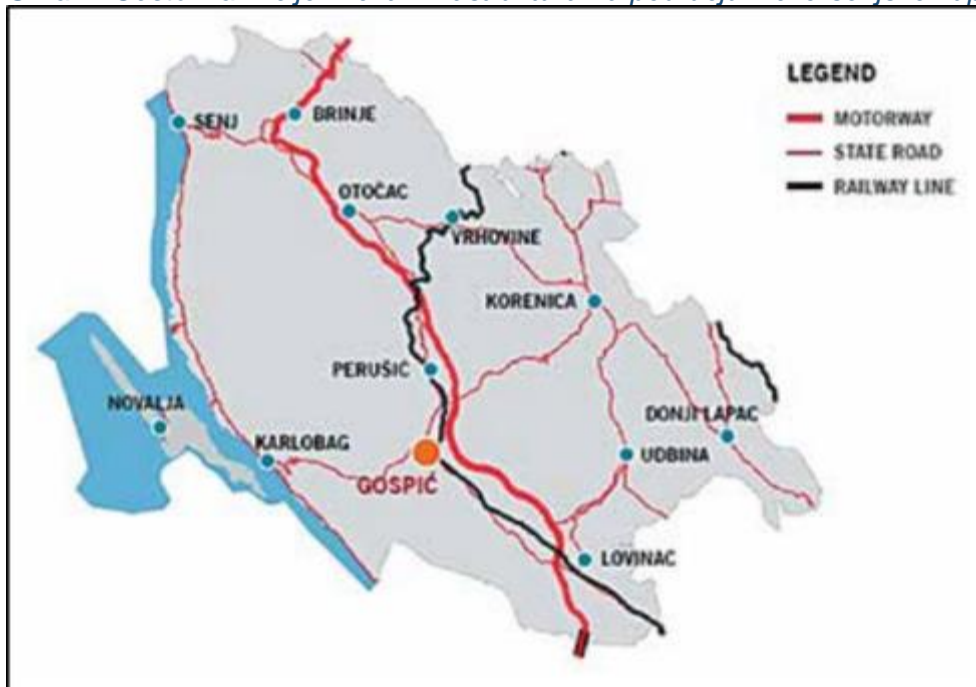 LEGEND
MOTORWAY
STATE ROAD
RAILWAY LINE
SENJ
BRINJE
OTOČAC
VRHOVINE
KORENICA
PERUŠIĆ
NOVALJA
KARLOBAG
GOSPIĆ
DONJI LAPAC
UDBINA
LOVINAC